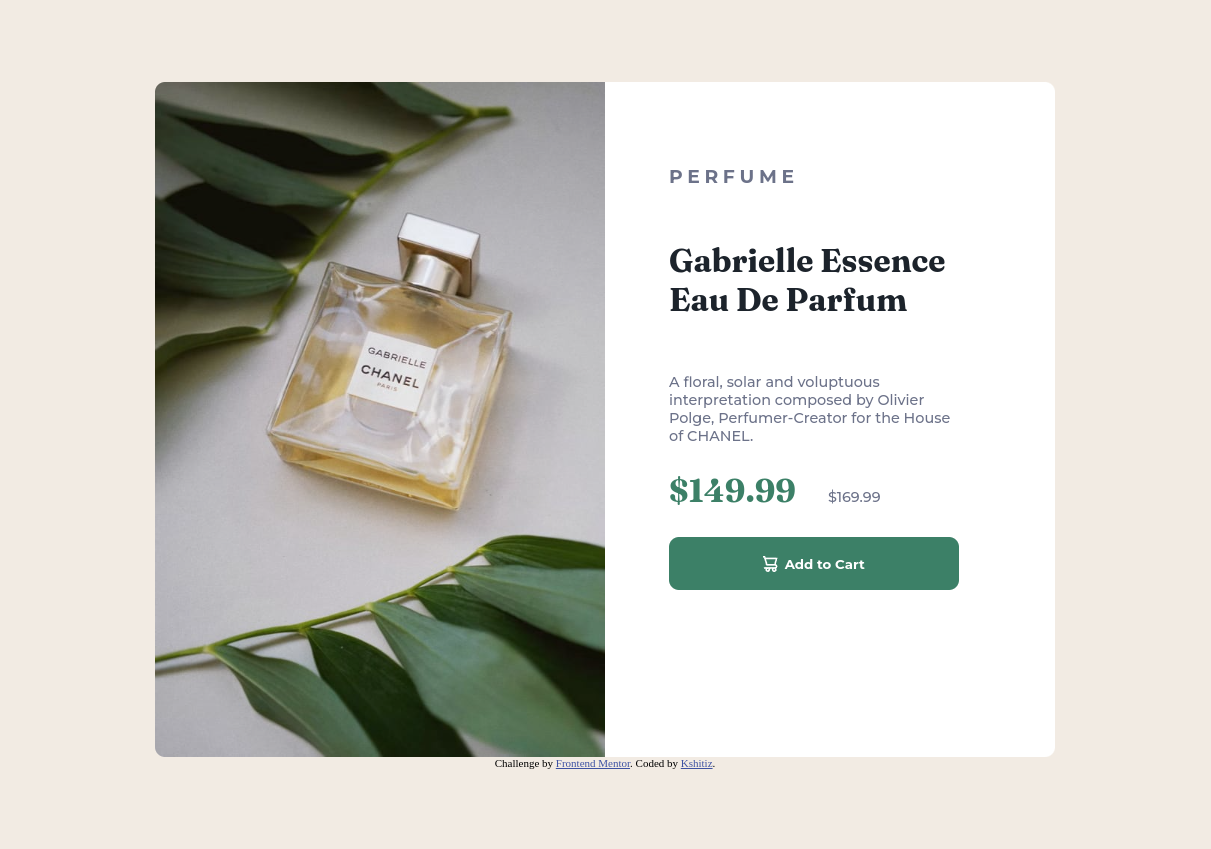 GABRIELLE
CHANEL
PARIS
PERFUME
Gabrielle Essence
Eau De Parfum
A floral, solar and voluptuous
interpretation composed by Olivier
Polge, Perfumer-Creator for the House
of CHANEL.
$149.99 $169.99
Add to Cart
Challenge by Frontend Mentor. Coded by Kshitiz.